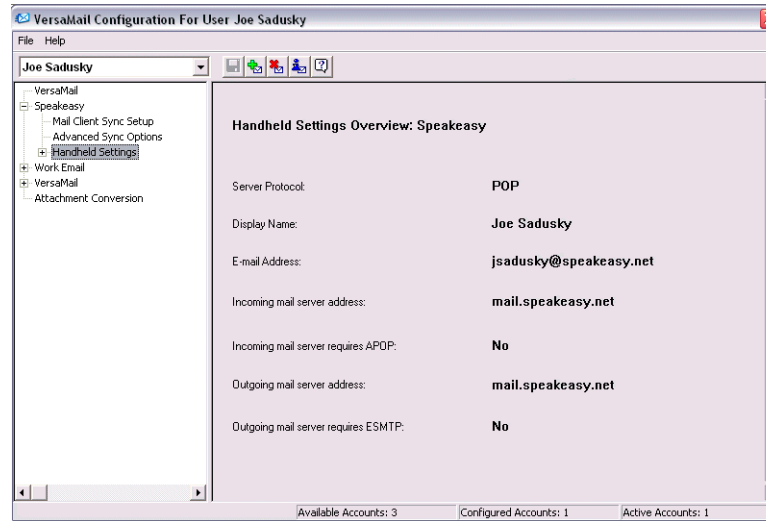 VersaMail Configuration For User Joe Sadusky
File Help
Joe Sadusky
VersaMail
Speakeasy
Mail Client Sync Setup
Advanced Sync Options
Handheld Settings
Work Email
VersaMail
Attachment Conversion
Handheld Settings Overview: Speakeasy
Server Protocol: POP
Display Name: Joe Sadusky
E-mail Address: jsadusky@speakeasy.net
Incoming mail server address: mail.speakeasy.net
Incoming mail server requires APOP: No
Outgoing mail server address: mail.speakeasy.net
Outgoing mail server requires ESMTP: No
Available Accounts: 3 Configured Accounts: 1 Active Accounts: 1